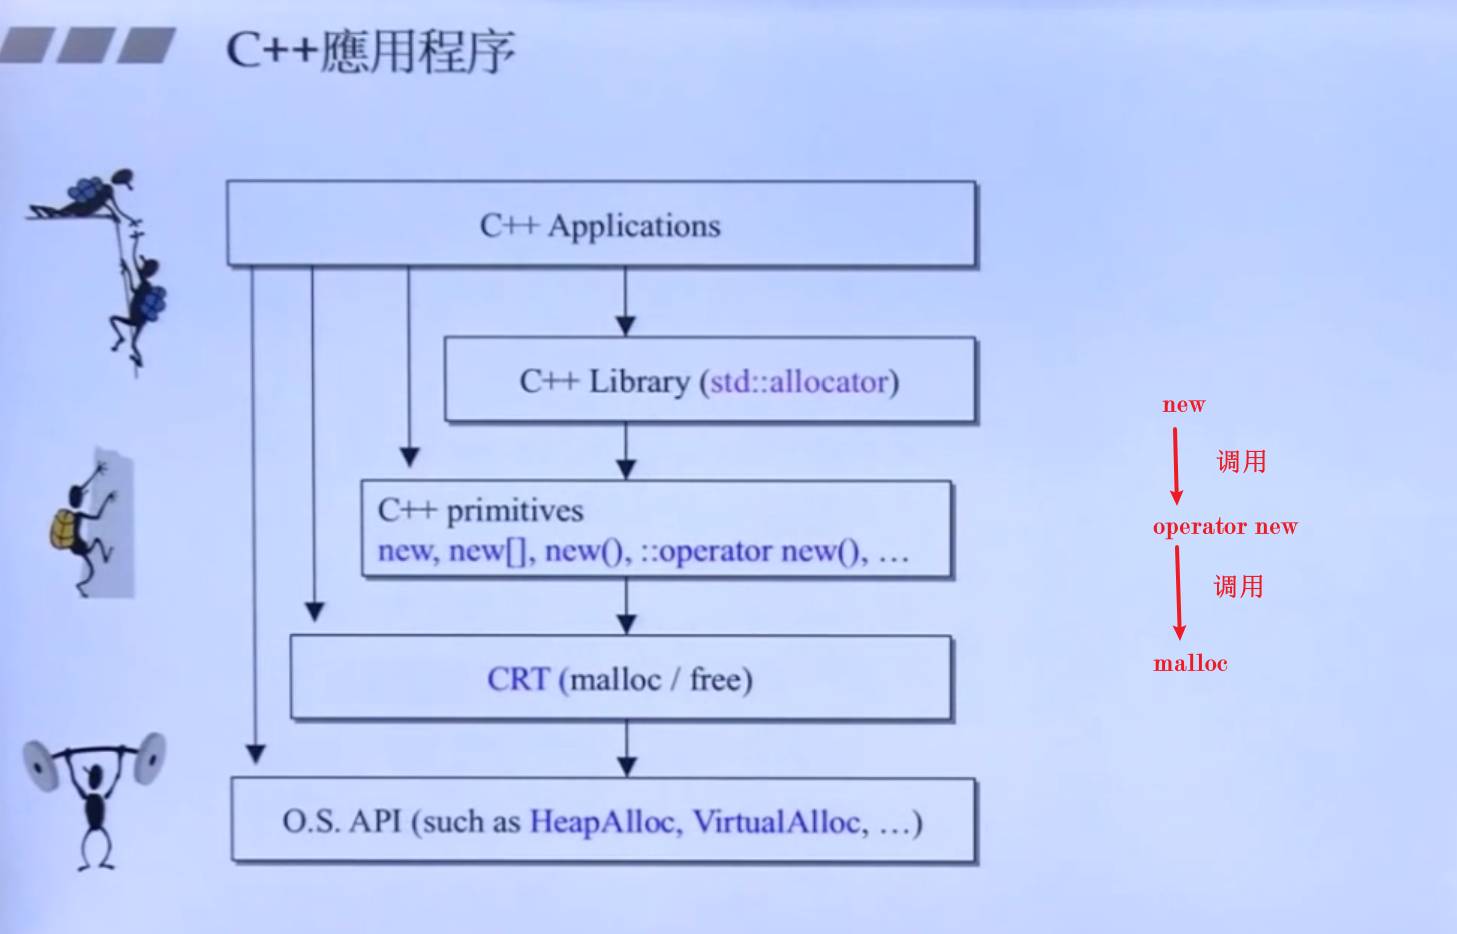 C++應用程序
C++ Applications
C++ Library (std::allocator)
C++ primitives
new, new[], new(), ::operator new(), …
CRT (malloc / free)
O.S. API (such as HeapAlloc, VirtualAlloc, …)
new
调用
operator new
调用
malloc